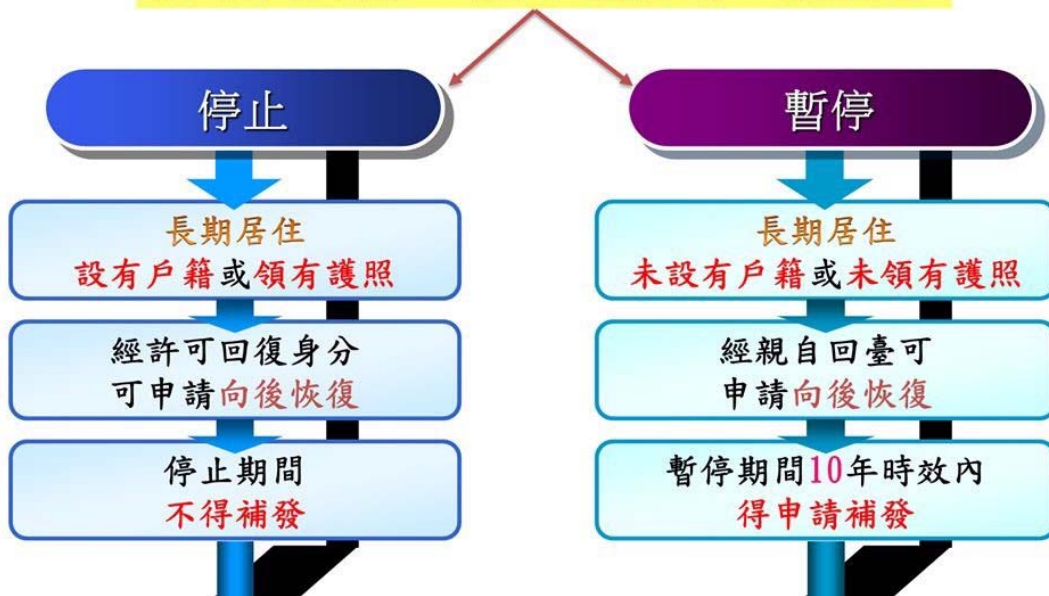 停止
長期居住
設有戶籍或領有護照
經許可回復身分
可申請向後恢復
停止期間
不得補發
暫停
長期居住
未設有戶籍或未領有護照
經親自回臺可
申請向後恢復
暫停期間10年時效內
得申請補發